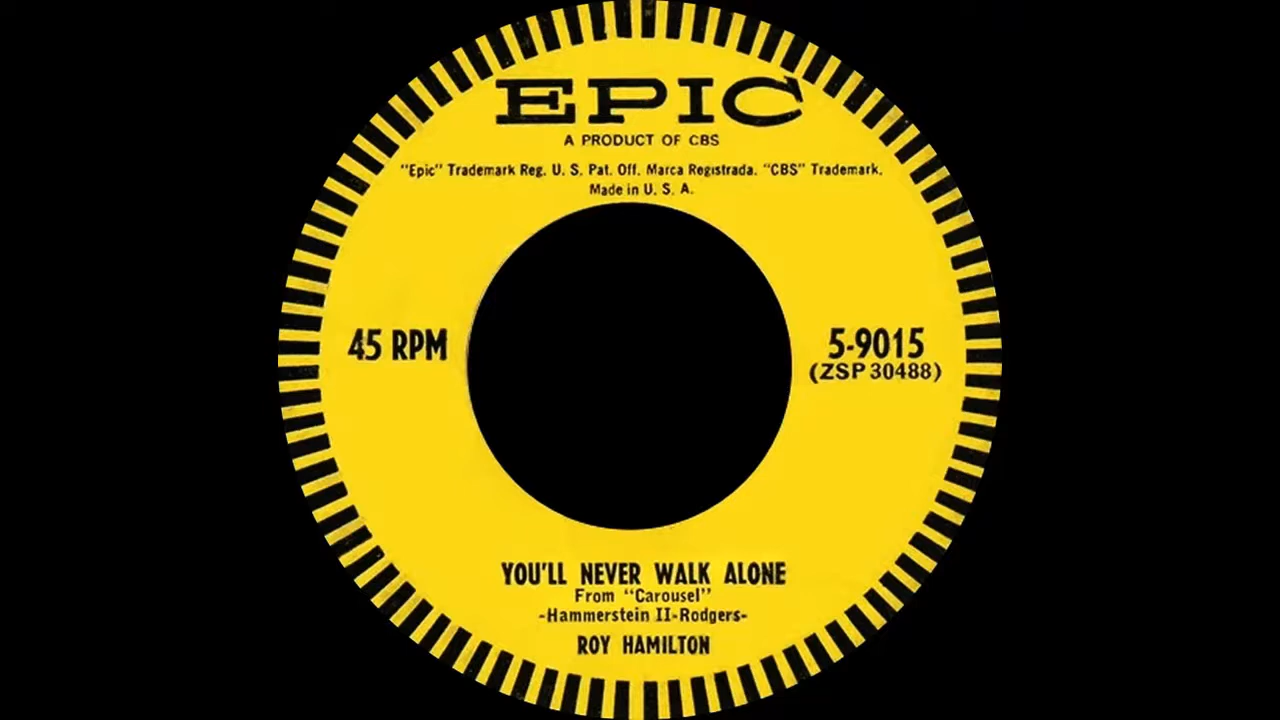 EPIC
A PRODUCT OF CBS
"Epic" Trademark Reg. U. S. Pat. Off. Marca Registrada. "CBS" Trademark.
Made in U. S. A.
45 RPM
5-9015
(ZSP 30488)
YOU'LL NEVER WALK ALONE
From "Carousel"
-Hammerstein II-Rodgers-
ROY HAMILTON